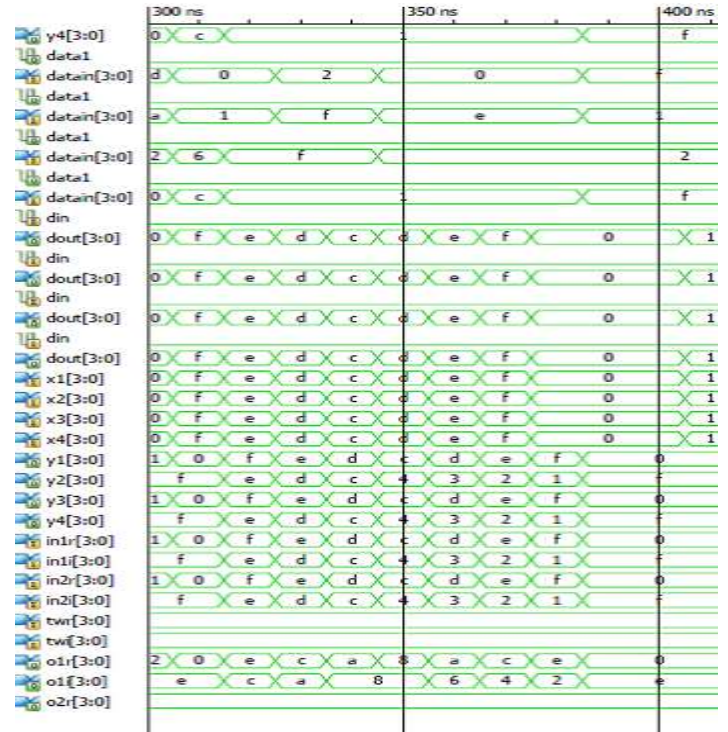 300 ns 350 ns 400 ns
y4[3:0] 0 c 1 f
data1
datain[3:0] d 0 2 0 f
data1
datain[3:0] a 1 f e 1
data1
datain[3:0] 2 6 f 2
data1
datain[3:0] 0 c 1 f
din
dout[3:0] 0 f e d c d e f 0 1
din
dout[3:0] 0 f e d c d e f 0 1
din
dout[3:0] 0 f e d c d e f 0 1
din
dout[3:0] 0 f e d c d e f 0 1
x1[3:0] 0 f e d c d e f 0 1
x2[3:0] 0 f e d c d e f 0 1
x3[3:0] 0 f e d c d e f 0 1
x4[3:0] 0 f e d c d e f 0 1
y1[3:0] 1 0 f e d c d e f 0
y2[3:0] f e d c 4 3 2 1 f
y3[3:0] 1 0 f e d c d e f 0
y4[3:0] f e d c 4 3 2 1 f
in1r[3:0] 1 0 f e d c d e f 0
in1i[3:0] f e d c 4 3 2 1 f
in2r[3:0] 1 0 f e d c d e f 0
in2i[3:0] f e d c 4 3 2 1 f
twr[3:0]
twi[3:0]
o1r[3:0] 2 0 e c a 8 a c e 0
o1i[3:0] e c a 8 6 4 2 e
o2r[3:0]